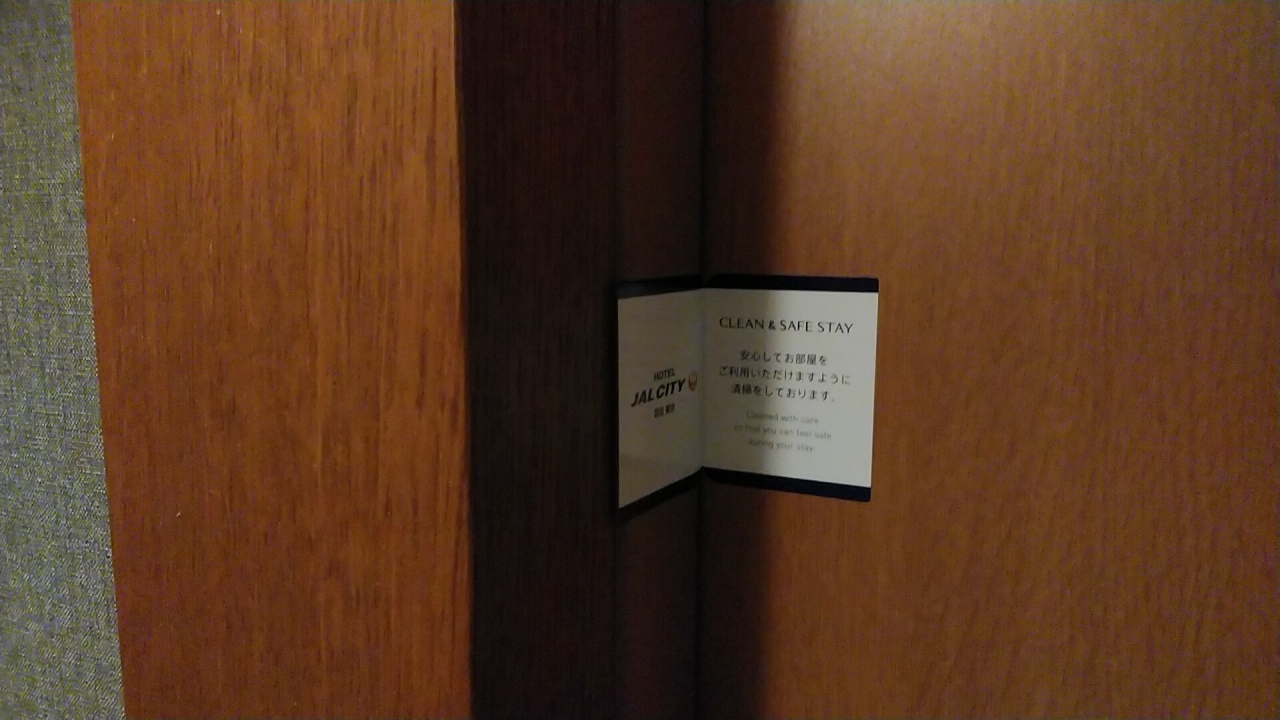 HOTEL
JAL CITY
CLEAN & SAFE STAY
安心してお部屋を
ご利用いただけますように
清掃をしております。
Cleaned with care
so that you can feel safe
during your stay.